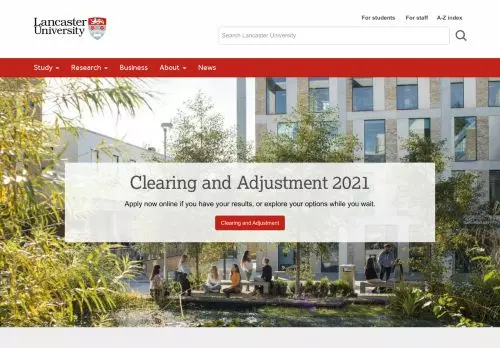 Lancaster
University
For students
For staff
A-Z index
Search Lancaster University
Study
Research
Business
About
News
Clearing and Adjustment 2021
Apply now online if you have your results, or explore your options while you wait.
Clearing and Adjustment